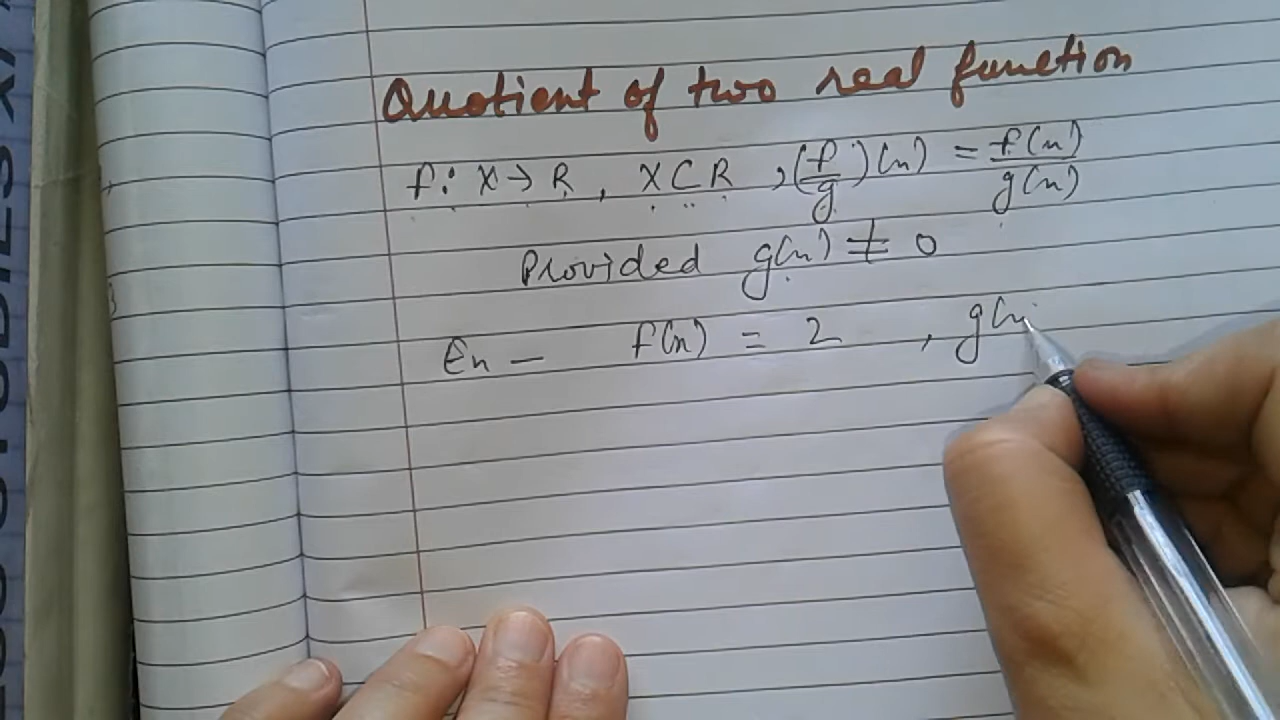 Quotient of two real function
f: X → R, X ⊂ R, (f/g)(x) = f(x)/g(x)
Provided g(x) ≠ 0
Ex — f(x) = 2 , g(x